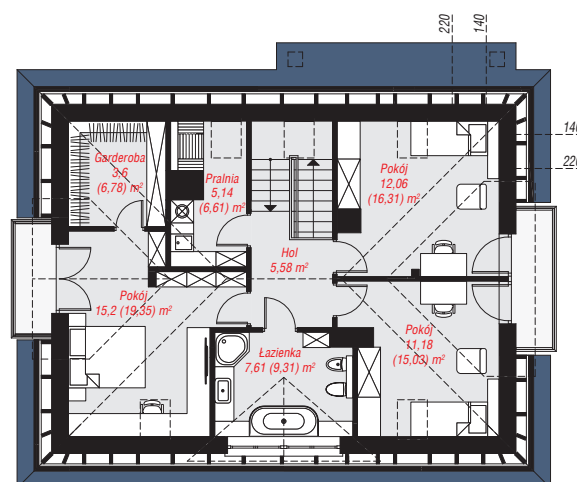 220
140
140
220
Garderoba
3,6
(6,78) m²
Pralnia
5,14
(6,61) m²
Pokój
12,06
(16,31) m²
Hol
5,58 m²
Pokój
15,2 (19,35) m²
Łazienka
7,61 (9,31) m²
Pokój
11,18
(15,03) m²